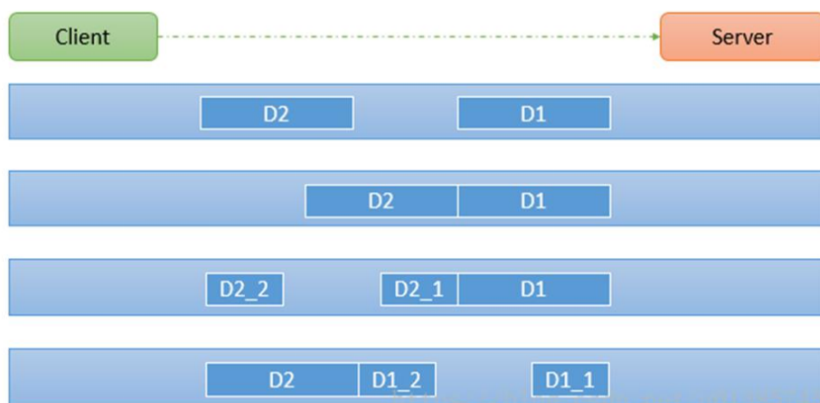 Client Server
D2 D1
D2 D1
D2_2 D2_1 D1
D2 D1_2 D1_1